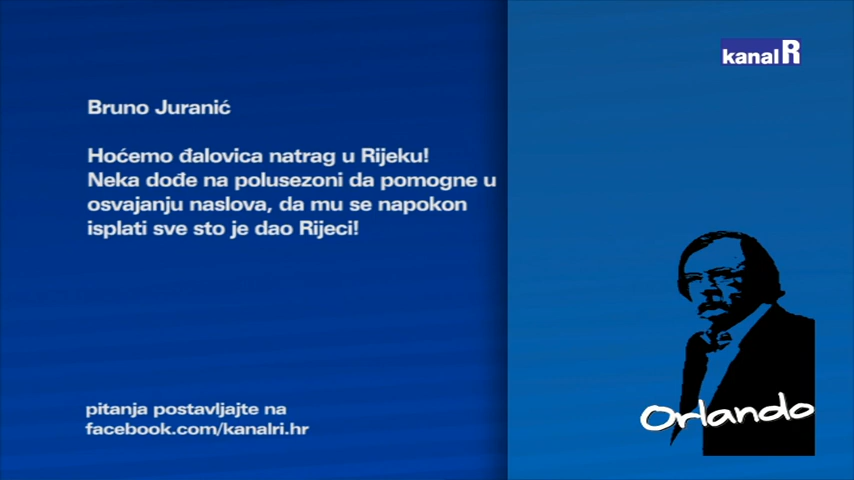 kanal R
Bruno Juranić
Hoćemo đalovica natrag u Rijeku!
Neka dođe na polusezoni da pomogne u
osvajanju naslova, da mu se napokon
isplati sve sto je dao Rijeci!
Orlando
pitanja postavljajte na
facebook.com/kanalri.hr